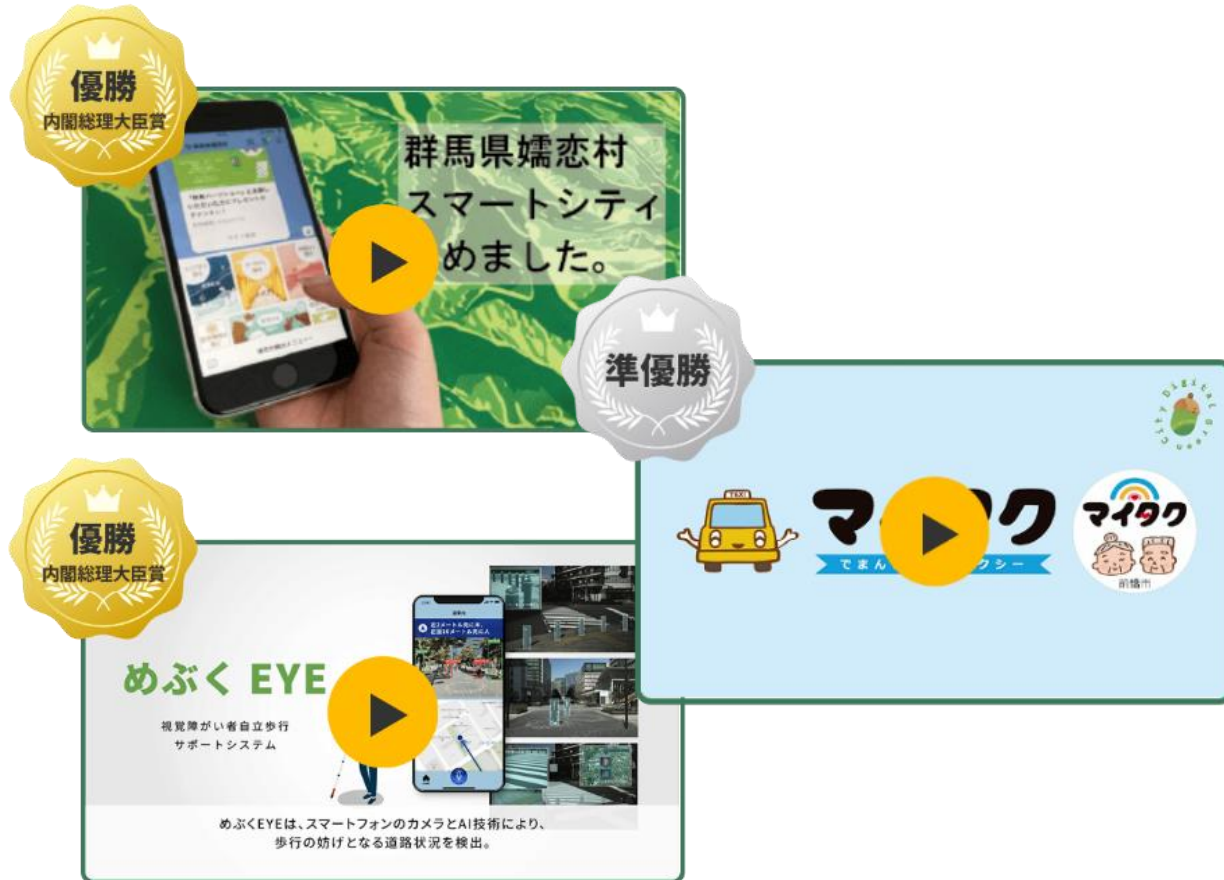 優勝
内閣総理大臣賞
群馬県嬬恋村
スマートシティ
めました。
準優勝
City Digital Green
TAXI
マイタク
でまん
クシー
マイタク
前橋市
優勝
内閣総理大臣賞
めぶく EYE
視覚障がい者自立歩行
サポートシステム
めぶくEYEは、スマートフォンのカメラとAI技術により、
歩行の妨げとなる道路状況を検出。